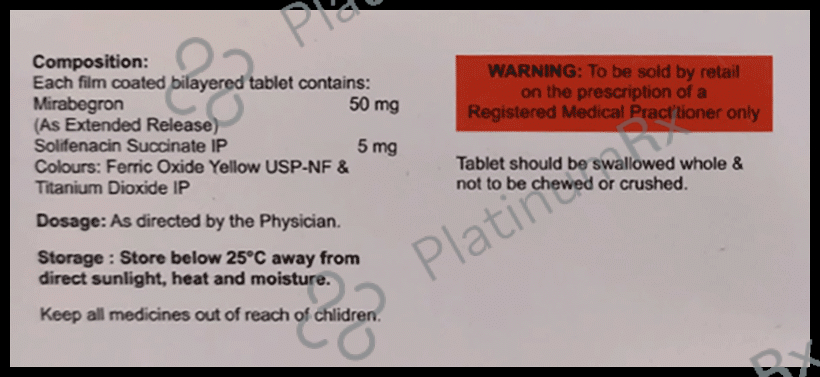 Composition:
Each film coated bilayered tablet contains:
Mirabegron 50 mg
(As Extended Release)
Solifenacin Succinate IP 5 mg
Colours: Ferric Oxide Yellow USP-NF &
Titanium Dioxide IP
Dosage: As directed by the Physician.
Storage : Store below 25°C away from
direct sunlight, heat and moisture.
Keep all medicines out of reach of children.
WARNING: To be sold by retail
on the prescription of a
Registered Medical Practitioner only
Tablet should be swallowed whole &
not to be chewed or crushed.
PlatinumRx
Platinu
Rx